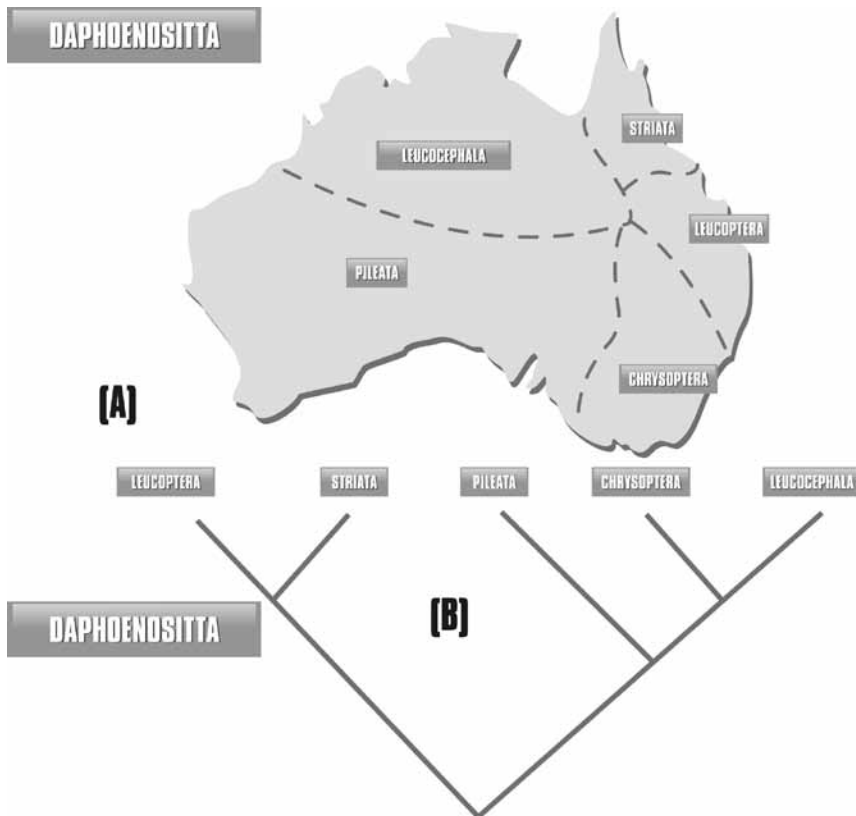 DAPHOENOSITTA
STRIATA
LEUCOCEPHALA
LEUCOPTERA
PILEATA
CHRYSOPTERA
(A)
LEUCOPTERA STRIATA PILEATA CHRYSOPTERA LEUCOCEPHALA
(B)
DAPHOENOSITTA